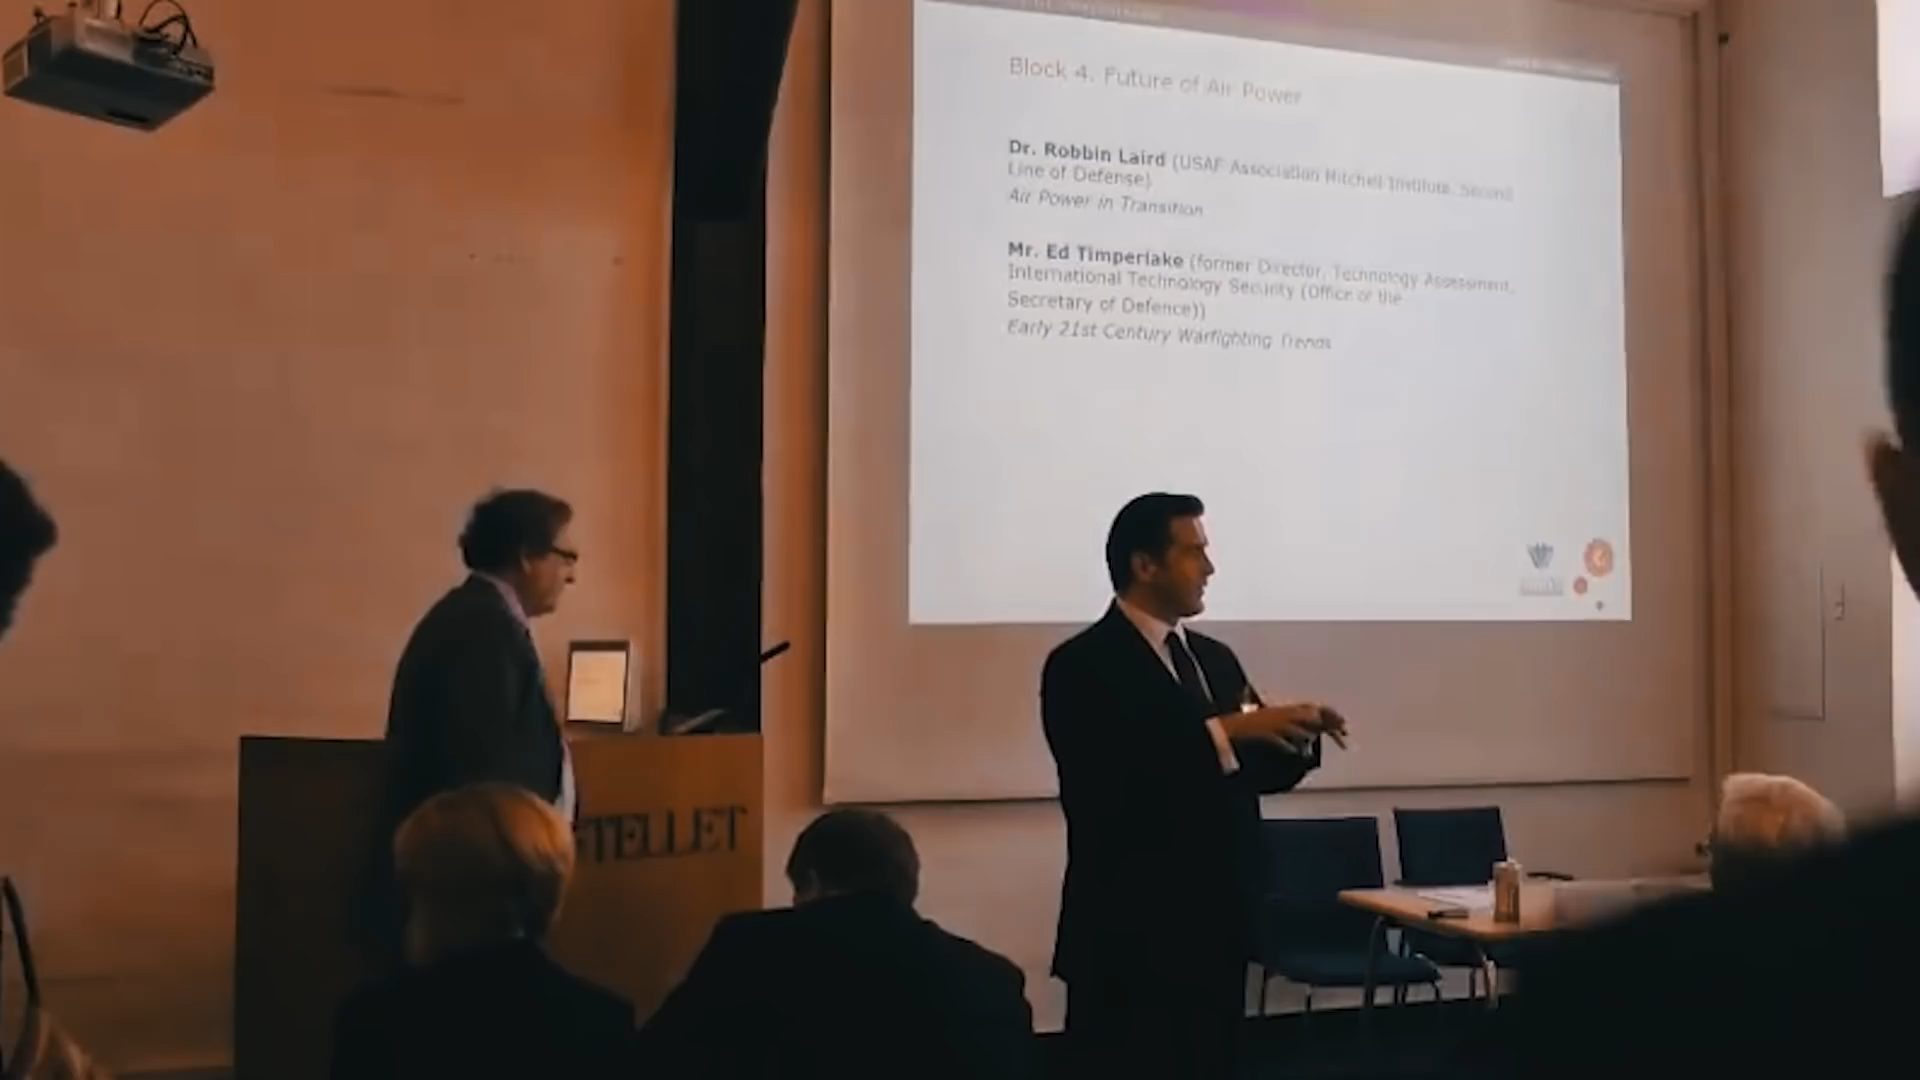 Block 4. Future of Air Power
Dr. Robbin Laird (USAF Association Mitchell Institute, Second
Line of Defense)
Air Power in Transition
Mr. Ed Timperlake (former Director, Technology Assessment,
International Technology Security (Office of the
Secretary of Defence))
Early 21st Century Warfighting Trends
STELLET